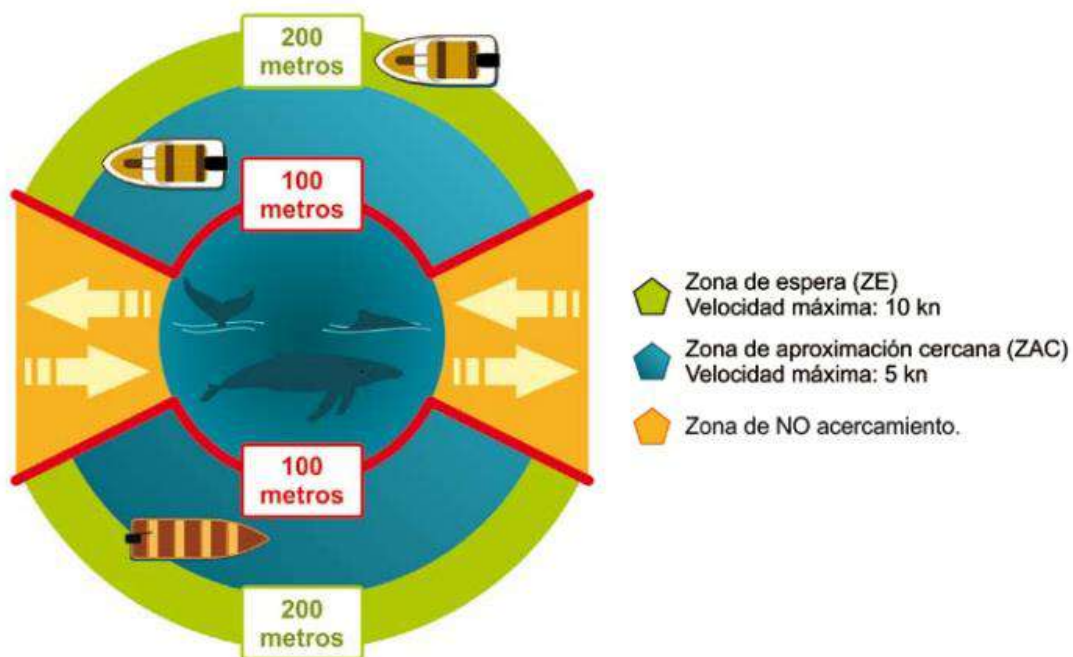 200
metros
100
metros
Zona de espera (ZE)
Velocidad máxima: 10 kn
Zona de aproximación cercana (ZAC)
Velocidad máxima: 5 kn
Zona de NO acercamiento.
100
metros
200
metros